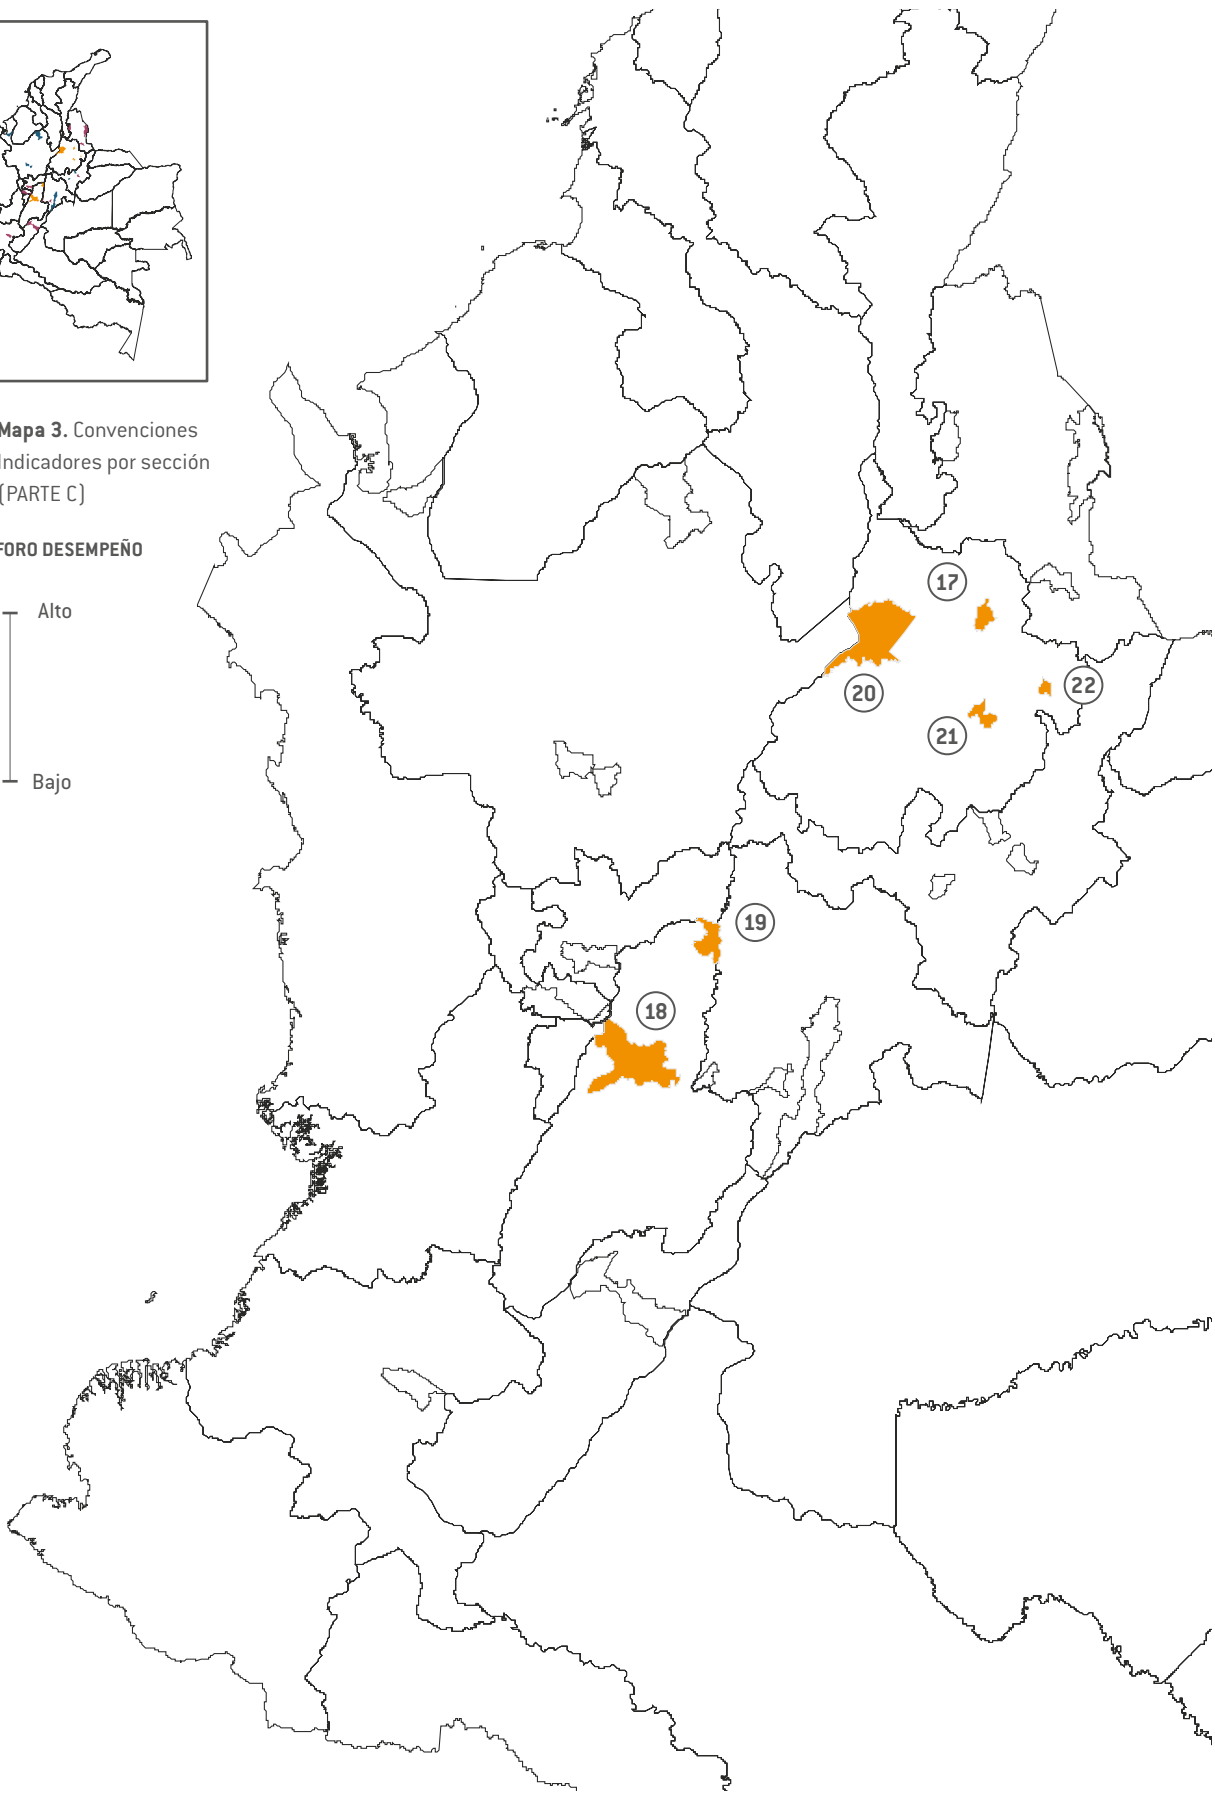 Mapa 3. Convenciones
Indicadores por sección
(PARTE C)
FORO DESEMPEÑO
Alto
Bajo
17
20
22
21
19
18